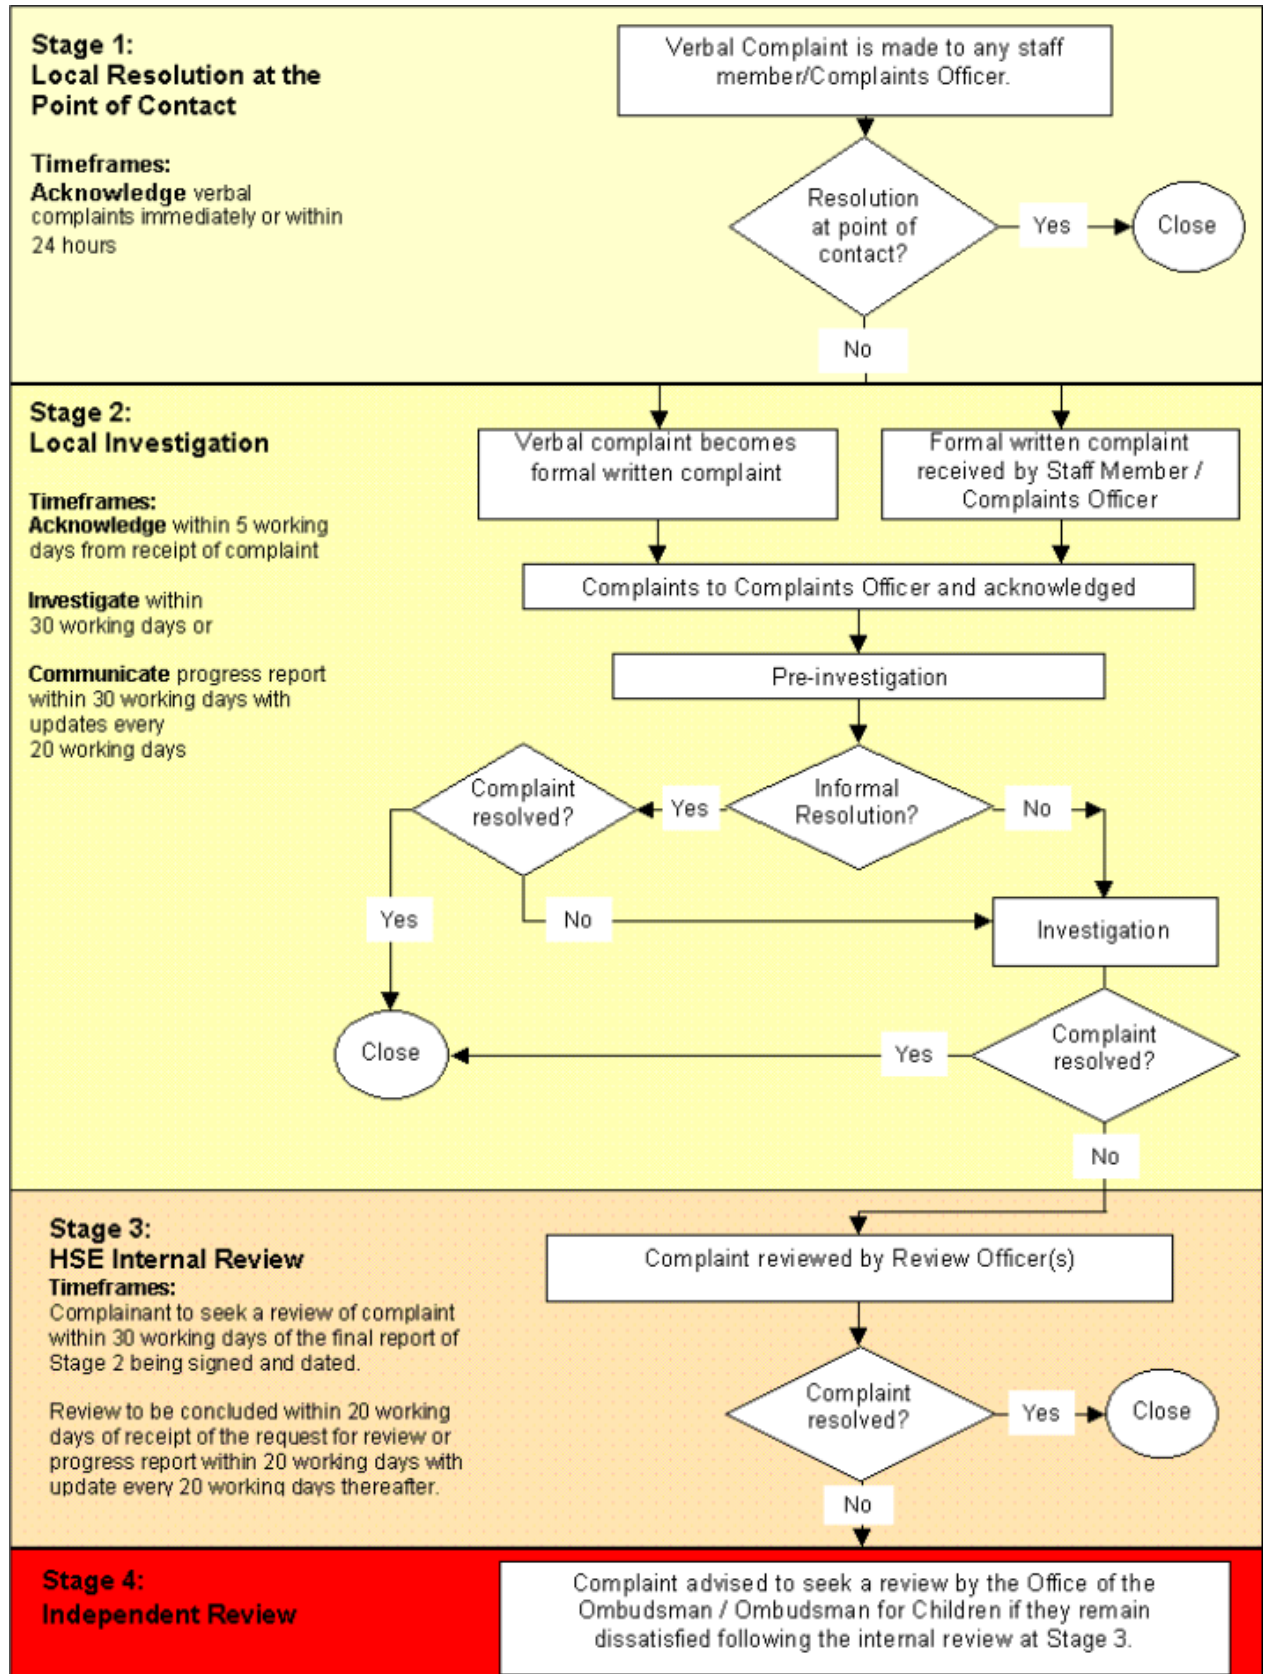 Stage 1:
Local Resolution at the
Point of Contact
Timeframes:
Acknowledge verbal
complaints immediately or within
24 hours
Verbal Complaint is made to any staff
member/Complaints Officer.
Resolution
at point of
contact?
Yes
Close
No
Stage 2:
Local Investigation
Timeframes:
Acknowledge within 5 working
days from receipt of complaint
Investigate within
30 working days or
Communicate progress report
within 30 working days with
updates every
20 working days
Verbal complaint becomes
formal written complaint
Formal written complaint
received by Staff Member /
Complaints Officer
Complaints to Complaints Officer and acknowledged
Pre-investigation
Informal
Resolution?
Yes
No
Complaint
resolved?
Yes
No
Investigation
Complaint
resolved?
Yes
Close
No
Stage 3:
HSE Internal Review
Timeframes:
Complainant to seek a review of complaint
within 30 working days of the final report of
Stage 2 being signed and dated.
Review to be concluded within 20 working
days of receipt of the request for review or
progress report within 20 working days with
update every 20 working days thereafter.
Complaint reviewed by Review Officer(s)
Complaint
resolved?
Yes
Close
No
Stage 4:
Independent Review
Complaint advised to seek a review by the Office of the
Ombudsman / Ombudsman for Children if they remain
dissatisfied following the internal review at Stage 3.